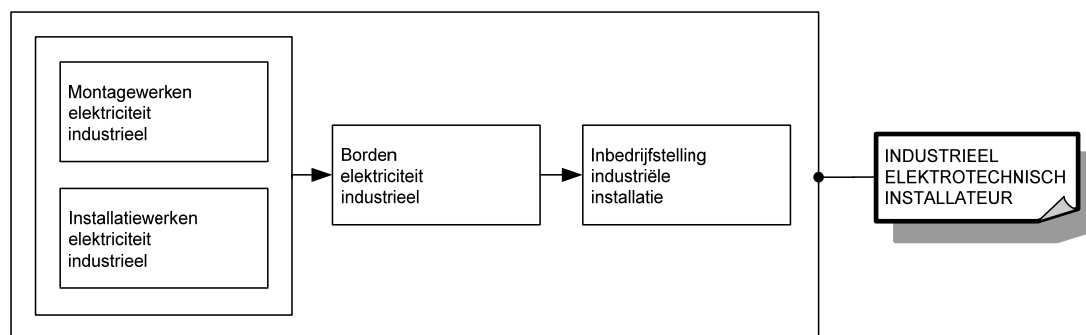 Montagewerken
elektriciteit
industrieel
Installatiewerken
elektriciteit
industrieel
Borden
elektriciteit
industrieel
Inbedrijfstelling
industriële
installatie
INDUSTRIEEL
ELEKTROTECHNISCH
INSTALLATEUR